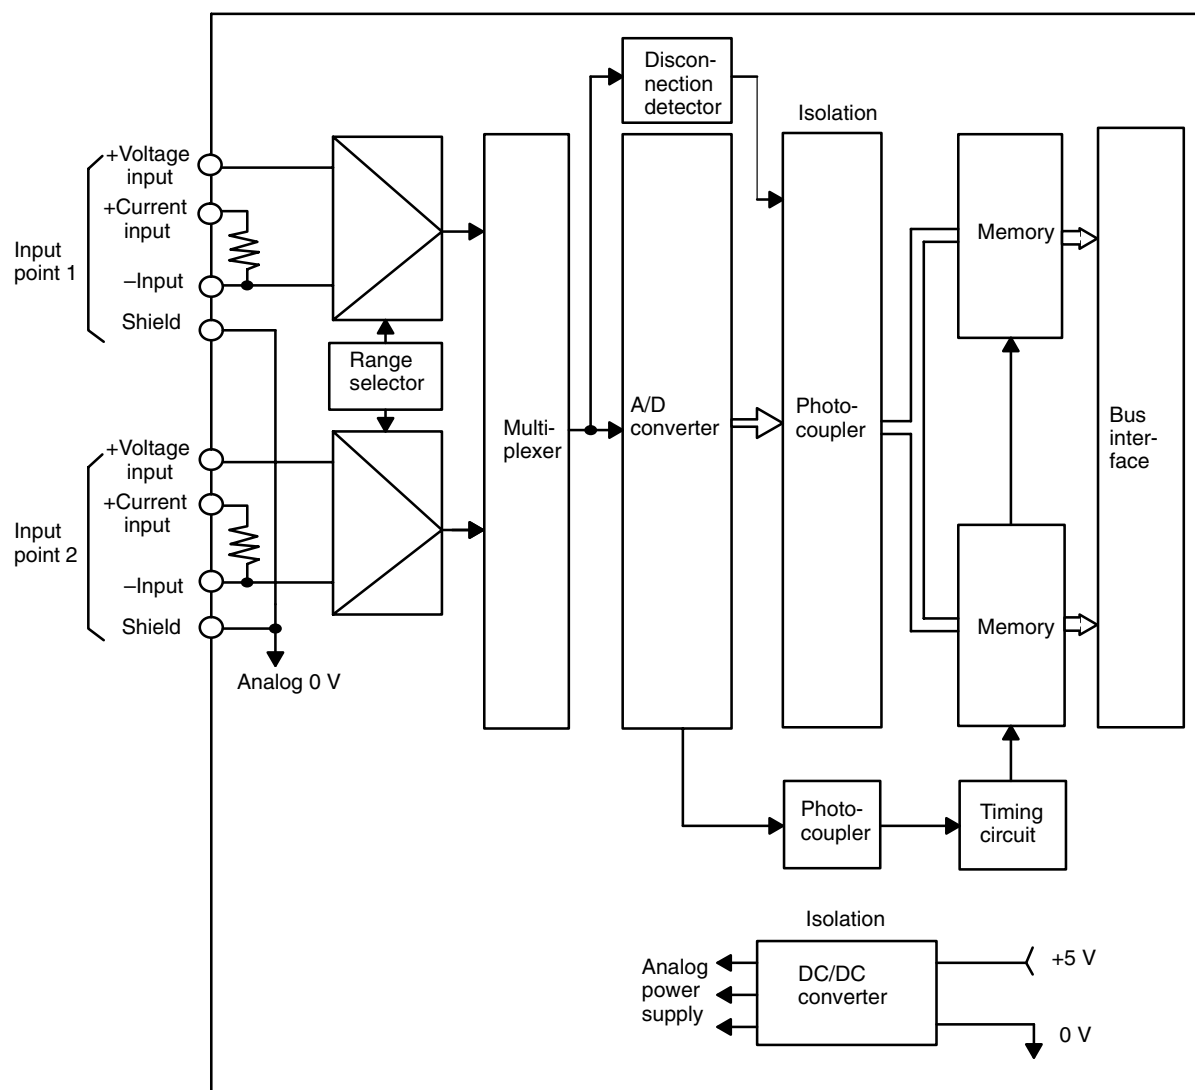 Discon-
nection
detector
Isolation
+Voltage
input
+Current
input
Input
point 1
–Input
Shield
Range
selector
Memory
Multi-
plexer
A/D
converter
Photo-
coupler
Bus
inter-
face
+Voltage
input
+Current
input
Input
point 2
–Input
Shield
Memory
Analog 0 V
Photo-
coupler
Timing
circuit
Isolation
Analog
power
supply
DC/DC
converter
+5 V
0 V